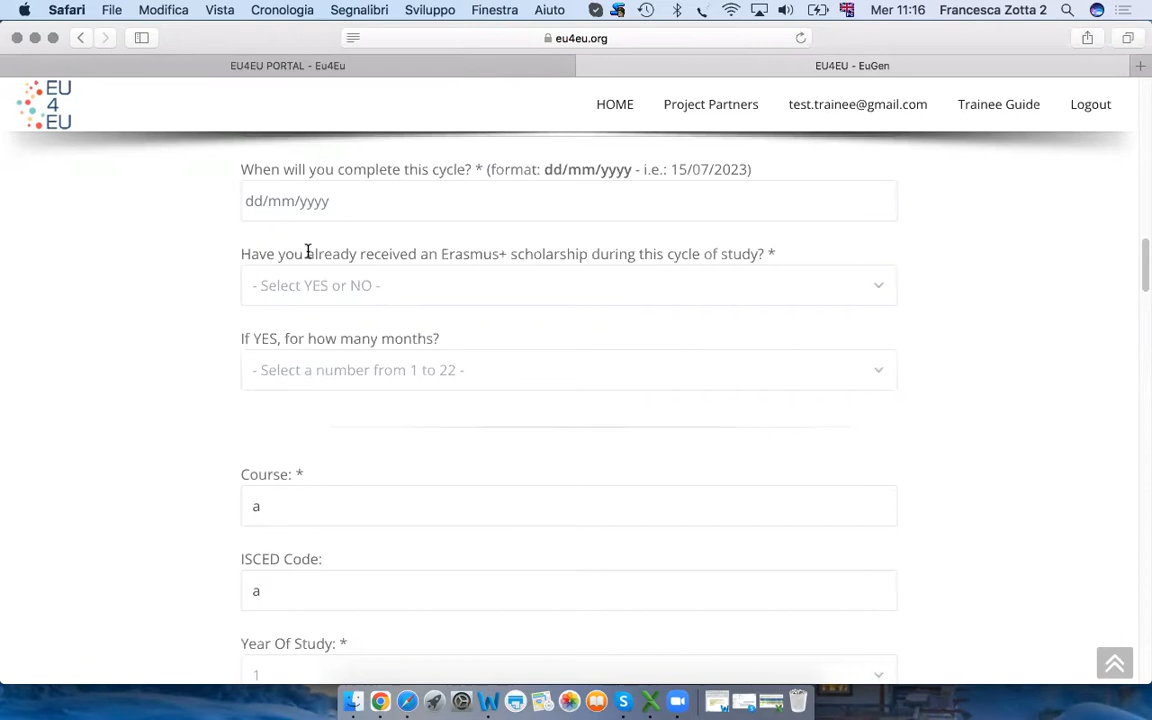 Safari File Modifica Vista Cronologia Segnalibri Sviluppo Finestra Aiuto Mer 11:16 Francesca Zotta 2
eu4eu.org
EU4EU PORTAL - Eu4Eu EU4EU - EuGen
EU
4
EU
HOME Project Partners test.trainee@gmail.com Trainee Guide Logout
When will you complete this cycle? * (format: dd/mm/yyyy - i.e.: 15/07/2023)
dd/mm/yyyy
Have you already received an Erasmus+ scholarship during this cycle of study? *
- Select YES or NO -
If YES, for how many months?
- Select a number from 1 to 22 -
Course: *
a
ISCED Code:
a
Year Of Study: *
1